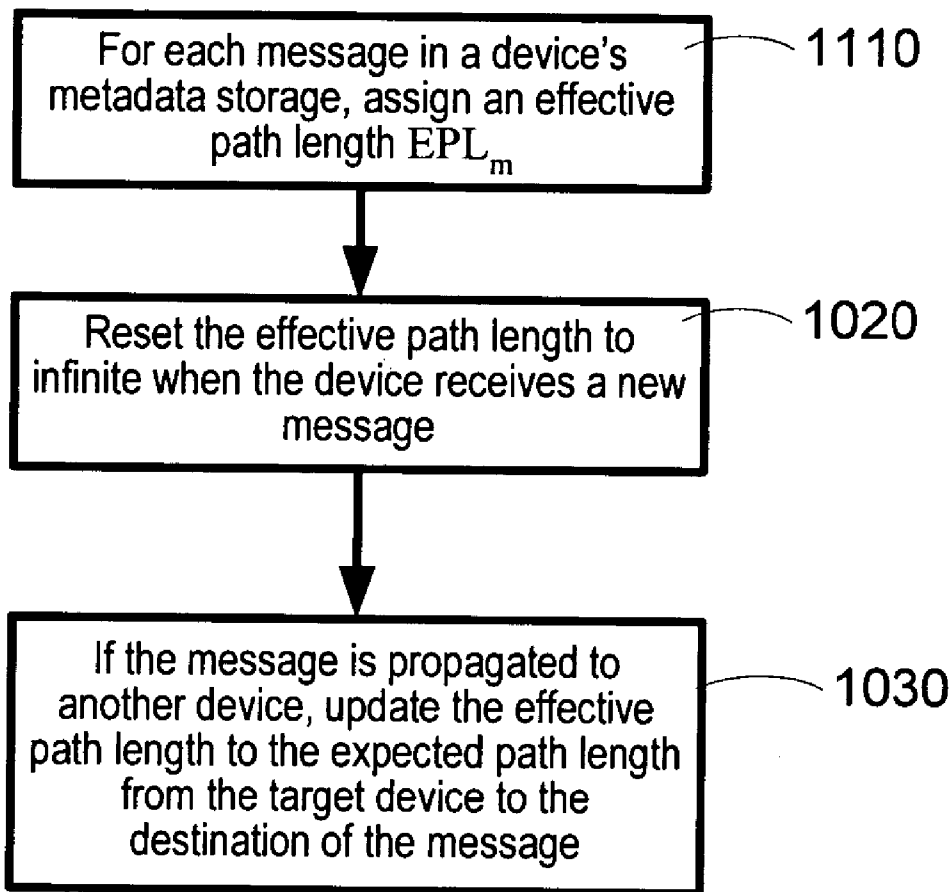 For each message in a device's
metadata storage, assign an effective
path length EPLm
1110
Reset the effective path length to
infinite when the device receives a new
message
1020
If the message is propagated to
another device, update the effective
path length to the expected path length
from the target device to the
destination of the message
1030